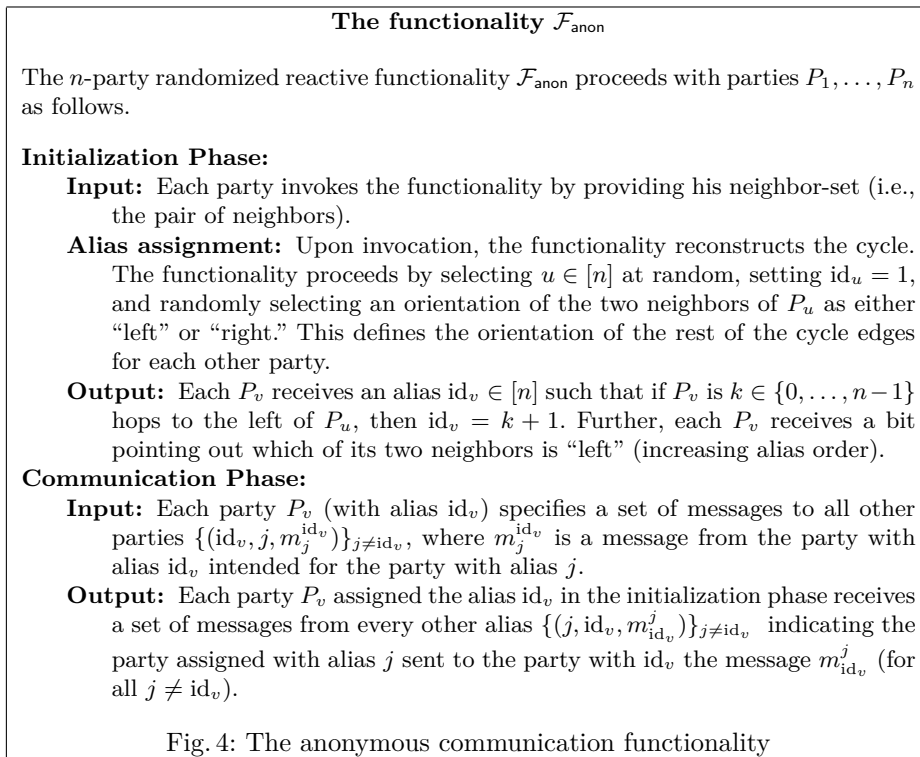 The functionality $\mathcal{F}_{\mathsf{anon}}$
The $n$-party randomized reactive functionality $\mathcal{F}_{\mathsf{anon}}$ proceeds with parties $P_1, \ldots, P_n$
as follows.
Initialization Phase:
Input: Each party invokes the functionality by providing his neighbor-set (i.e.,
the pair of neighbors).
Alias assignment: Upon invocation, the functionality reconstructs the cycle.
The functionality proceeds by selecting $u \in [n]$ at random, setting $\mathrm{id}_u = 1$,
and randomly selecting an orientation of the two neighbors of $P_u$ as either
“left” or “right.” This defines the orientation of the rest of the cycle edges
for each other party.
Output: Each $P_v$ receives an alias $\mathrm{id}_v \in [n]$ such that if $P_v$ is $k \in \{0, \ldots, n-1\}$
hops to the left of $P_u$, then $\mathrm{id}_v = k + 1$. Further, each $P_v$ receives a bit
pointing out which of its two neighbors is “left” (increasing alias order).
Communication Phase:
Input: Each party $P_v$ (with alias $\mathrm{id}_v$) specifies a set of messages to all other
parties $\{(\mathrm{id}_v, j, m_j^{\mathrm{id}_v})\}_{j \neq \mathrm{id}_v}$, where $m_j^{\mathrm{id}_v}$ is a message from the party with
alias $\mathrm{id}_v$ intended for the party with alias $j$.
Output: Each party $P_v$ assigned the alias $\mathrm{id}_v$ in the initialization phase receives
a set of messages from every other alias $\{(j, \mathrm{id}_v, m_{\mathrm{id}_v}^j)\}_{j \neq \mathrm{id}_v}$ indicating the
party assigned with alias $j$ sent to the party with $\mathrm{id}_v$ the message $m_{\mathrm{id}_v}^j$ (for
all $j \neq \mathrm{id}_v$).
Fig. 4: The anonymous communication functionality